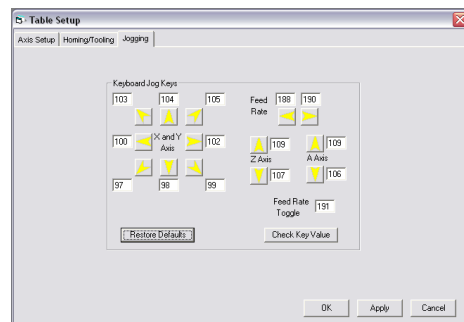 Table Setup
Axis Setup Homing/Tooling Jogging
Keyboard Jog Keys
103 104 105
Feed Rate 188 190
100 X and Y Axis 102
109 109
Z Axis A Axis
107 106
97 98 99
Feed Rate Toggle 191
Restore Defaults Check Key Value
OK Apply Cancel